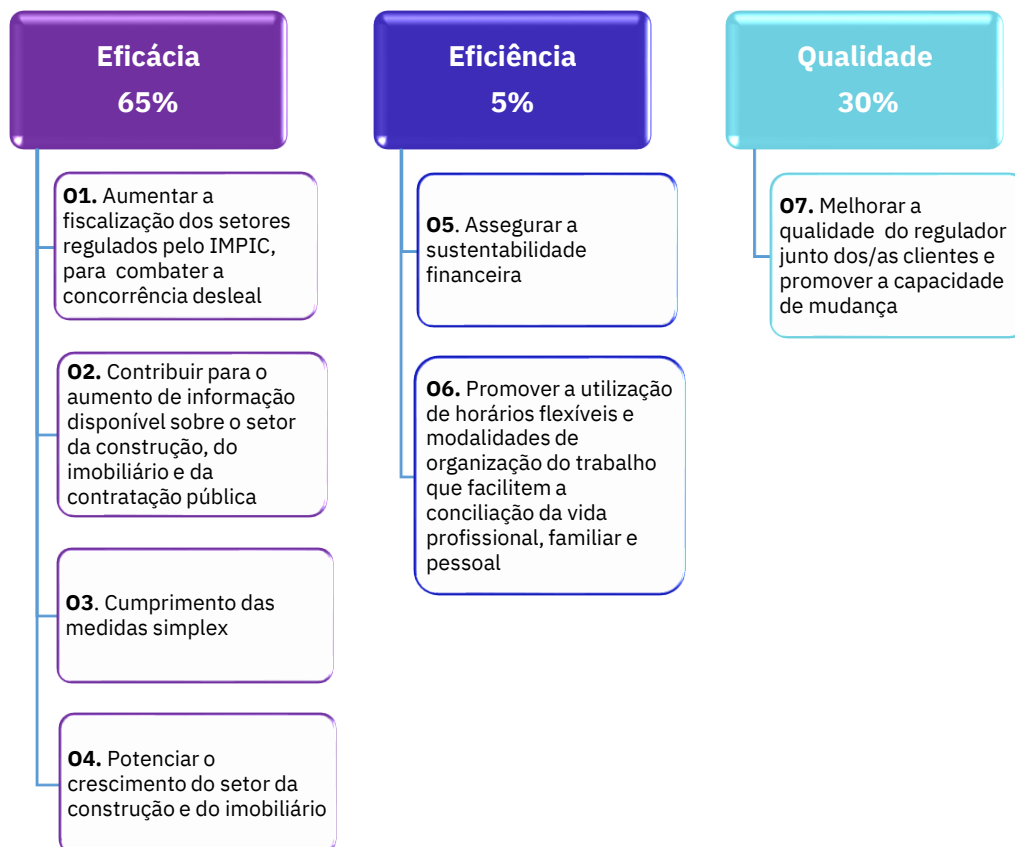 Eficácia
65%
O1. Aumentar a
fiscalização dos setores
regulados pelo IMPIC,
para combater a
concorrência desleal
O2. Contribuir para o
aumento de informação
disponível sobre o setor
da construção, do
imobiliário e da
contratação pública
O3. Cumprimento das
medidas simplex
O4. Potenciar o
crescimento do setor da
construção e do imobiliário
Eficiência
5%
O5. Assegurar a
sustentabilidade
financeira
O6. Promover a utilização
de horários flexíveis e
modalidades de
organização do trabalho
que facilitem a
conciliação da vida
profissional, familiar e
pessoal
Qualidade
30%
O7. Melhorar a
qualidade do regulador
junto dos/as clientes e
promover a capacidade
de mudança